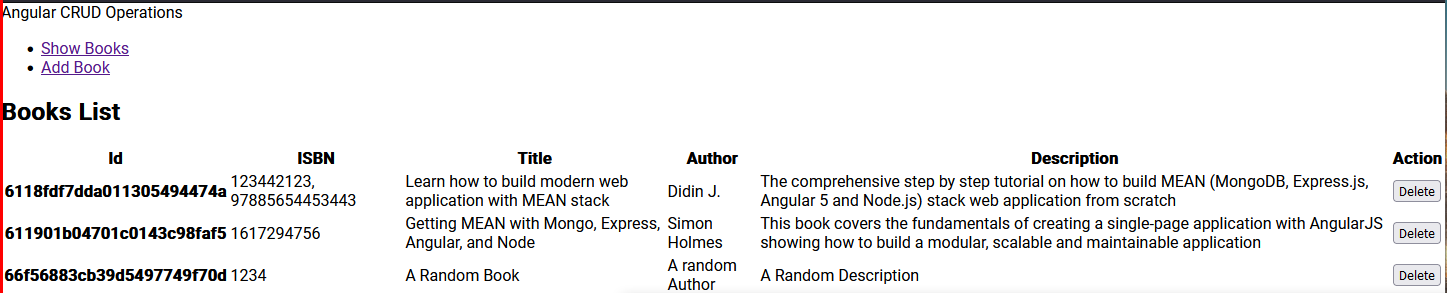 Angular CRUD Operations
Show Books
Add Book
Books List
Id ISBN Title Author Description Action
6118fdf7dda011305494474a 123442123, 97885654453443 Learn how to build modern web application with MEAN stack Didin J. The comprehensive step by step tutorial on how to build MEAN (MongoDB, Express.js, Angular 5 and Node.js) stack web application from scratch Delete
611901b04701c0143c98faf5 1617294756 Getting MEAN with Mongo, Express, Angular, and Node Simon Holmes This book covers the fundamentals of creating a single-page application with AngularJS showing how to build a modular, scalable and maintainable application Delete
66f56883cb39d5497749f70d 1234 A Random Book A random Author A Random Description Delete